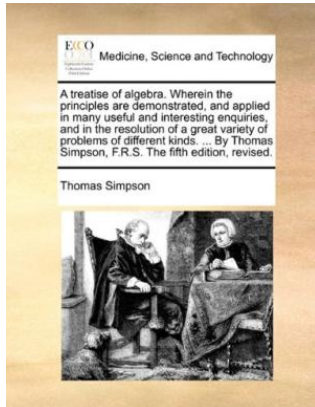 ECCO
Medicine, Science and Technology
A treatise of algebra. Wherein the
principles are demonstrated, and applied
in many useful and interesting enquiries,
and in the resolution of a great variety of
problems of different kinds. ... By Thomas
Simpson, F.R.S. The fifth edition, revised.
Thomas Simpson